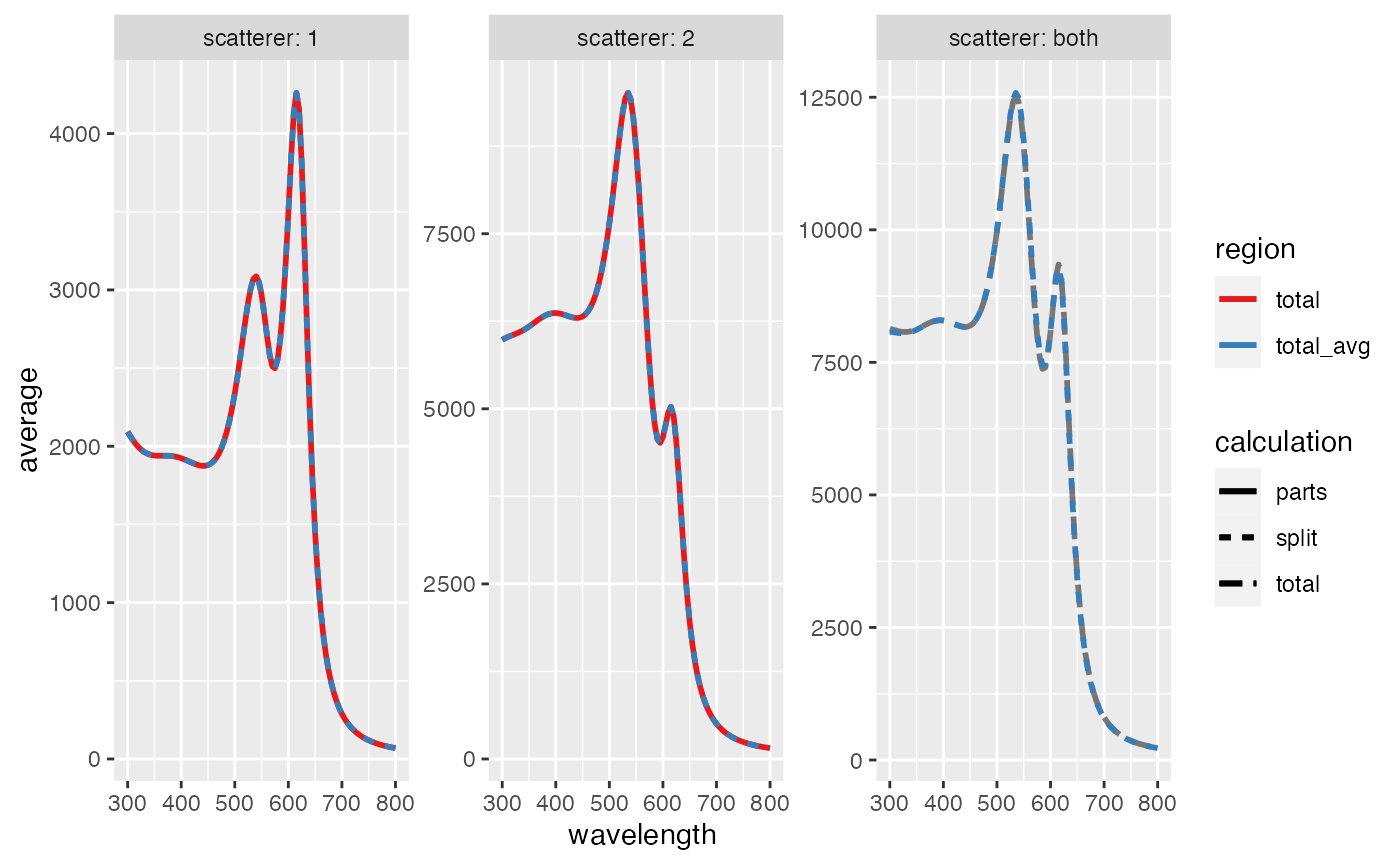 scatterer: 1
scatterer: 2
scatterer: both
average
4000
3000
2000
1000
0
7500
5000
2500
0
12500
10000
7500
5000
2500
0
300 400 500 600 700 800
300 400 500 600 700 800
300 400 500 600 700 800
wavelength
region
total
total_avg
calculation
parts
split
total